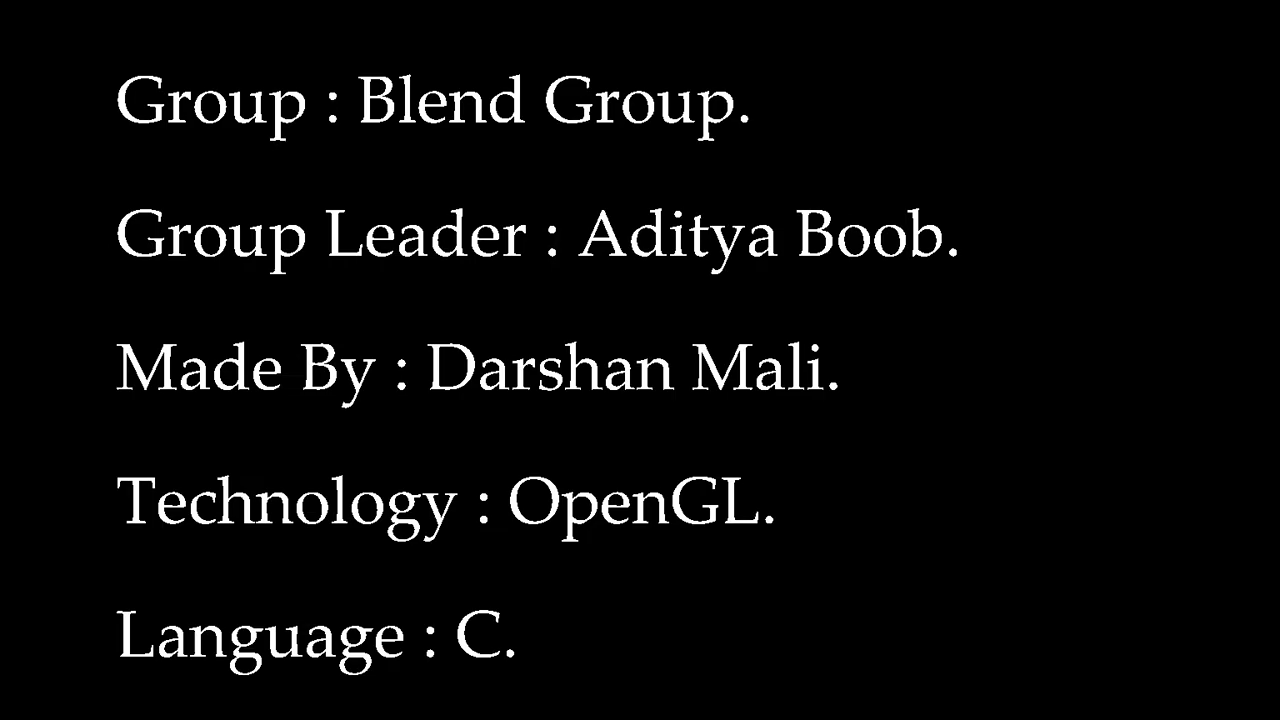 Group : Blend Group.
Group Leader : Aditya Boob.
Made By : Darshan Mali.
Technology : OpenGL.
Language : C.